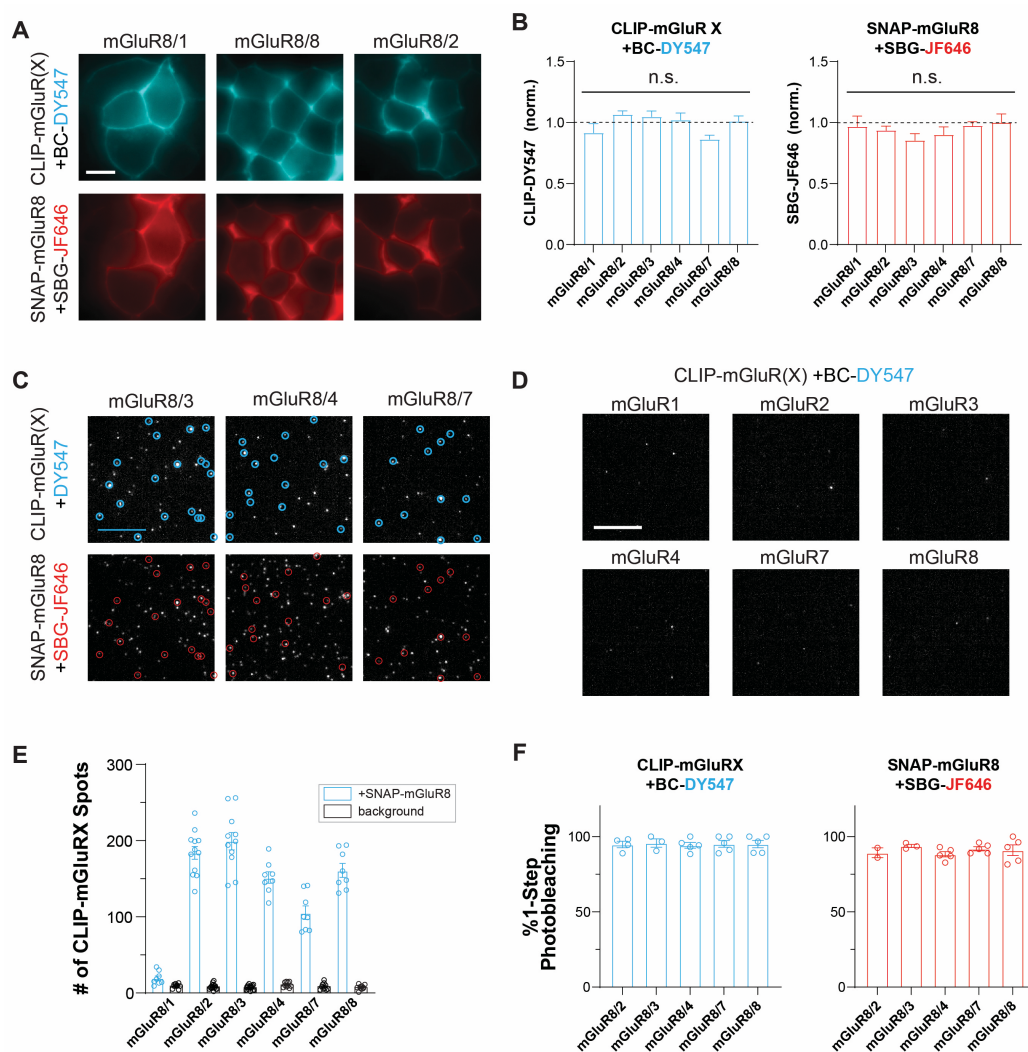 A
mGluR8/1
mGluR8/8
mGluR8/2
CLIP-mGluR(X)
+BC-DY547
SNAP-mGluR8
+SBG-JF646
B
CLIP-mGluR X
+BC-DY547
n.s.
CLIP-DY547 (norm.)
1.5
1.0
0.5
0.0
mGluR8/1
mGluR8/2
mGluR8/3
mGluR8/4
mGluR8/7
mGluR8/8
SNAP-mGluR8
+SBG-JF646
n.s.
SBG-JF646 (norm.)
1.5
1.0
0.5
0.0
mGluR8/1
mGluR8/2
mGluR8/3
mGluR8/4
mGluR8/7
mGluR8/8
C
mGluR8/3
mGluR8/4
mGluR8/7
CLIP-mGluR(X)
+DY547
SNAP-mGluR8
+SBG-JF646
D
CLIP-mGluR(X) +BC-DY547
mGluR1
mGluR2
mGluR3
mGluR4
mGluR7
mGluR8
E
# of CLIP-mGluRX Spots
300
200
100
0
+SNAP-mGluR8
background
mGluR8/1
mGluR8/2
mGluR8/3
mGluR8/4
mGluR8/7
mGluR8/8
F
CLIP-mGluRX
+BC-DY547
%1-Step
Photobleaching
100
50
0
mGluR8/2
mGluR8/3
mGluR8/4
mGluR8/7
mGluR8/8
SNAP-mGluR8
+SBG-JF646
100
50
0
mGluR8/2
mGluR8/3
mGluR8/4
mGluR8/7
mGluR8/8